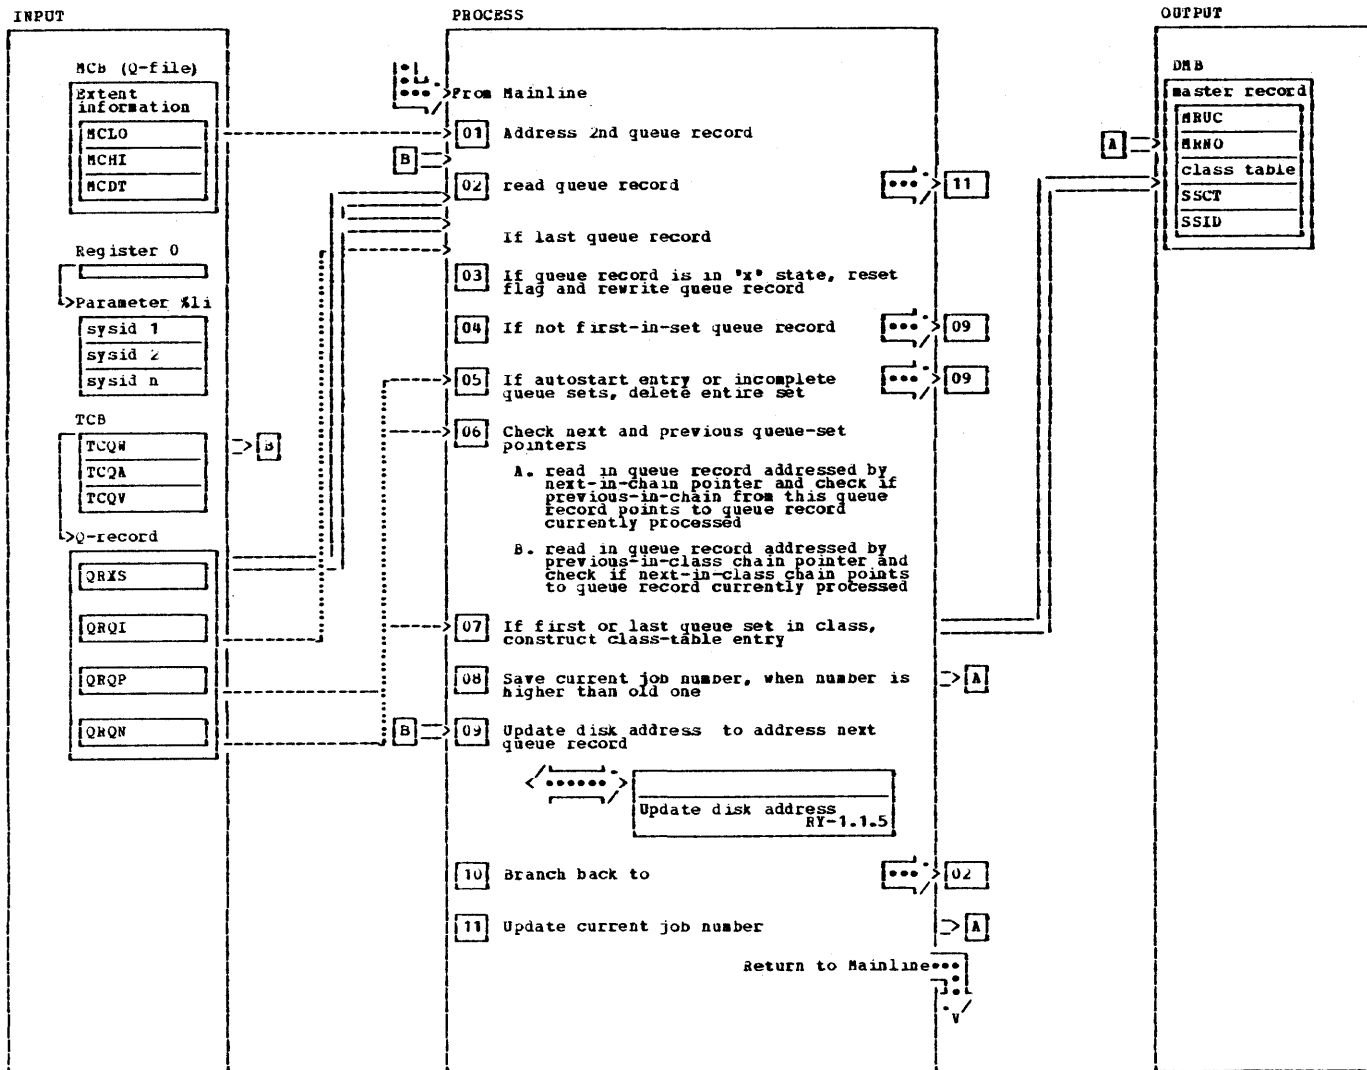 INPUT
MCB (Q-file)
Extent
information
MCLO
MCHI
MCDT
Register 0
>Parameter %li
sysid 1
sysid 2
sysid n
TCB
TCQW
TCQA
TCQV
B
>Q-record
QRXS
QRQI
QRQP
QRQN
PROCESS
From Mainline
01 Address 2nd queue record
B
02 read queue record
11
If last queue record
03 If queue record is in "x" state, reset
flag and rewrite queue record
04 If not first-in-set queue record
09
05 If autostart entry or incomplete
queue sets, delete entire set
09
06 Check next and previous queue-set
pointers
A. read in queue record addressed by
next-in-chain pointer and check if
previous-in-chain from this queue
record points to queue record
currently processed
B. read in queue record addressed by
previous-in-class chain pointer and
check if next-in-class chain points
to queue record currently processed
07 If first or last queue set in class,
construct class-table entry
08 Save current job number, when number is
higher than old one
A
B
09 Update disk address to address next
queue record
Update disk address
RY-1.1.5
10 Branch back to
02
11 Update current job number
A
Return to Mainline
OUTPUT
DMB
master record
MRUC
MRNO
class table
SSCT
SSID
A